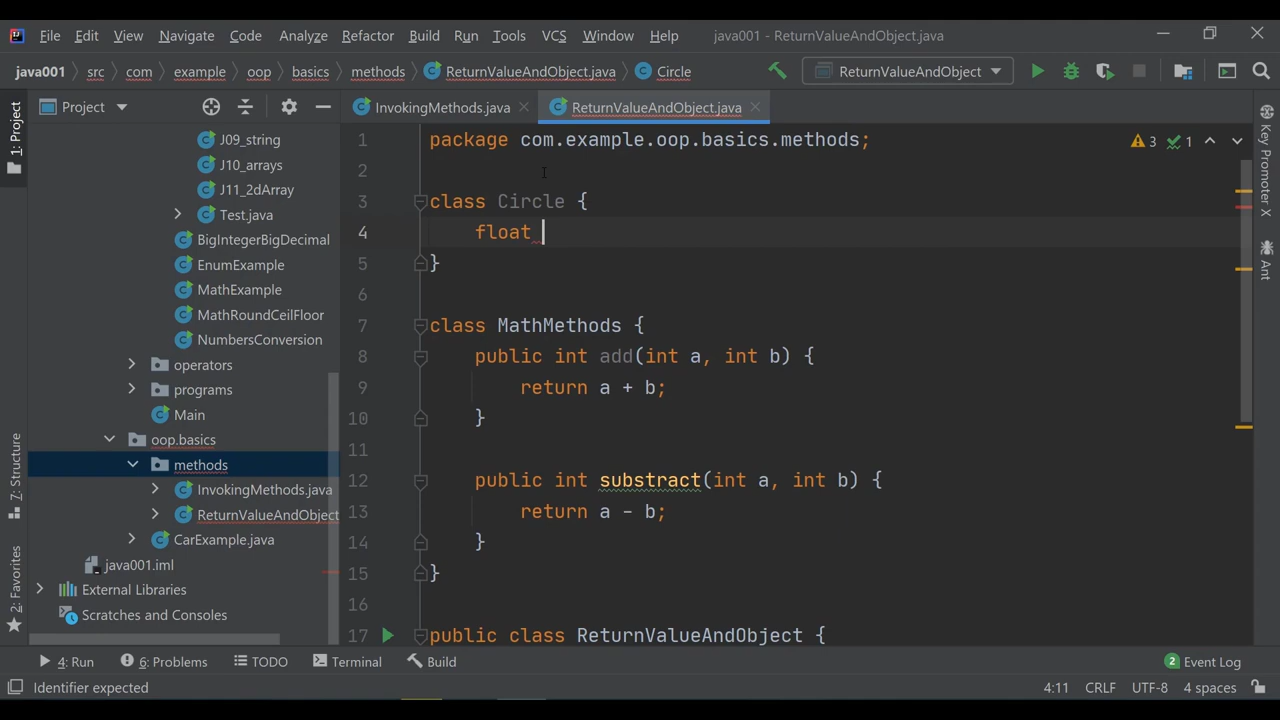 File Edit View Navigate Code Analyze Refactor Build Run Tools VCS Window Help java001 - ReturnValueAndObject.java
java001 src com example oop basics methods ReturnValueAndObject.java Circle ReturnValueAndObject
1: Project
Project
InvokingMethods.java ReturnValueAndObject.java
J09_string
J10_arrays
J11_2dArray
Test.java
BigIntegerBigDecimal
EnumExample
MathExample
MathRoundCeilFloor
NumbersConversion
operators
programs
Main
oop.basics
methods
InvokingMethods.java
ReturnValueAndObject
CarExample.java
java001.iml
External Libraries
Scratches and Consoles
7: Structure
2: Favorites
1 package com.example.oop.basics.methods;
2
3 class Circle {
4 float
5 }
6
7 class MathMethods {
8 public int add(int a, int b) {
9 return a + b;
10 }
11
12 public int substract(int a, int b) {
13 return a - b;
14 }
15 }
16
17 public class ReturnValueAndObject {
3 1
Key Promoter X
Ant
4: Run 6: Problems TODO Terminal Build 2 Event Log
Identifier expected 4:11 CRLF UTF-8 4 spaces